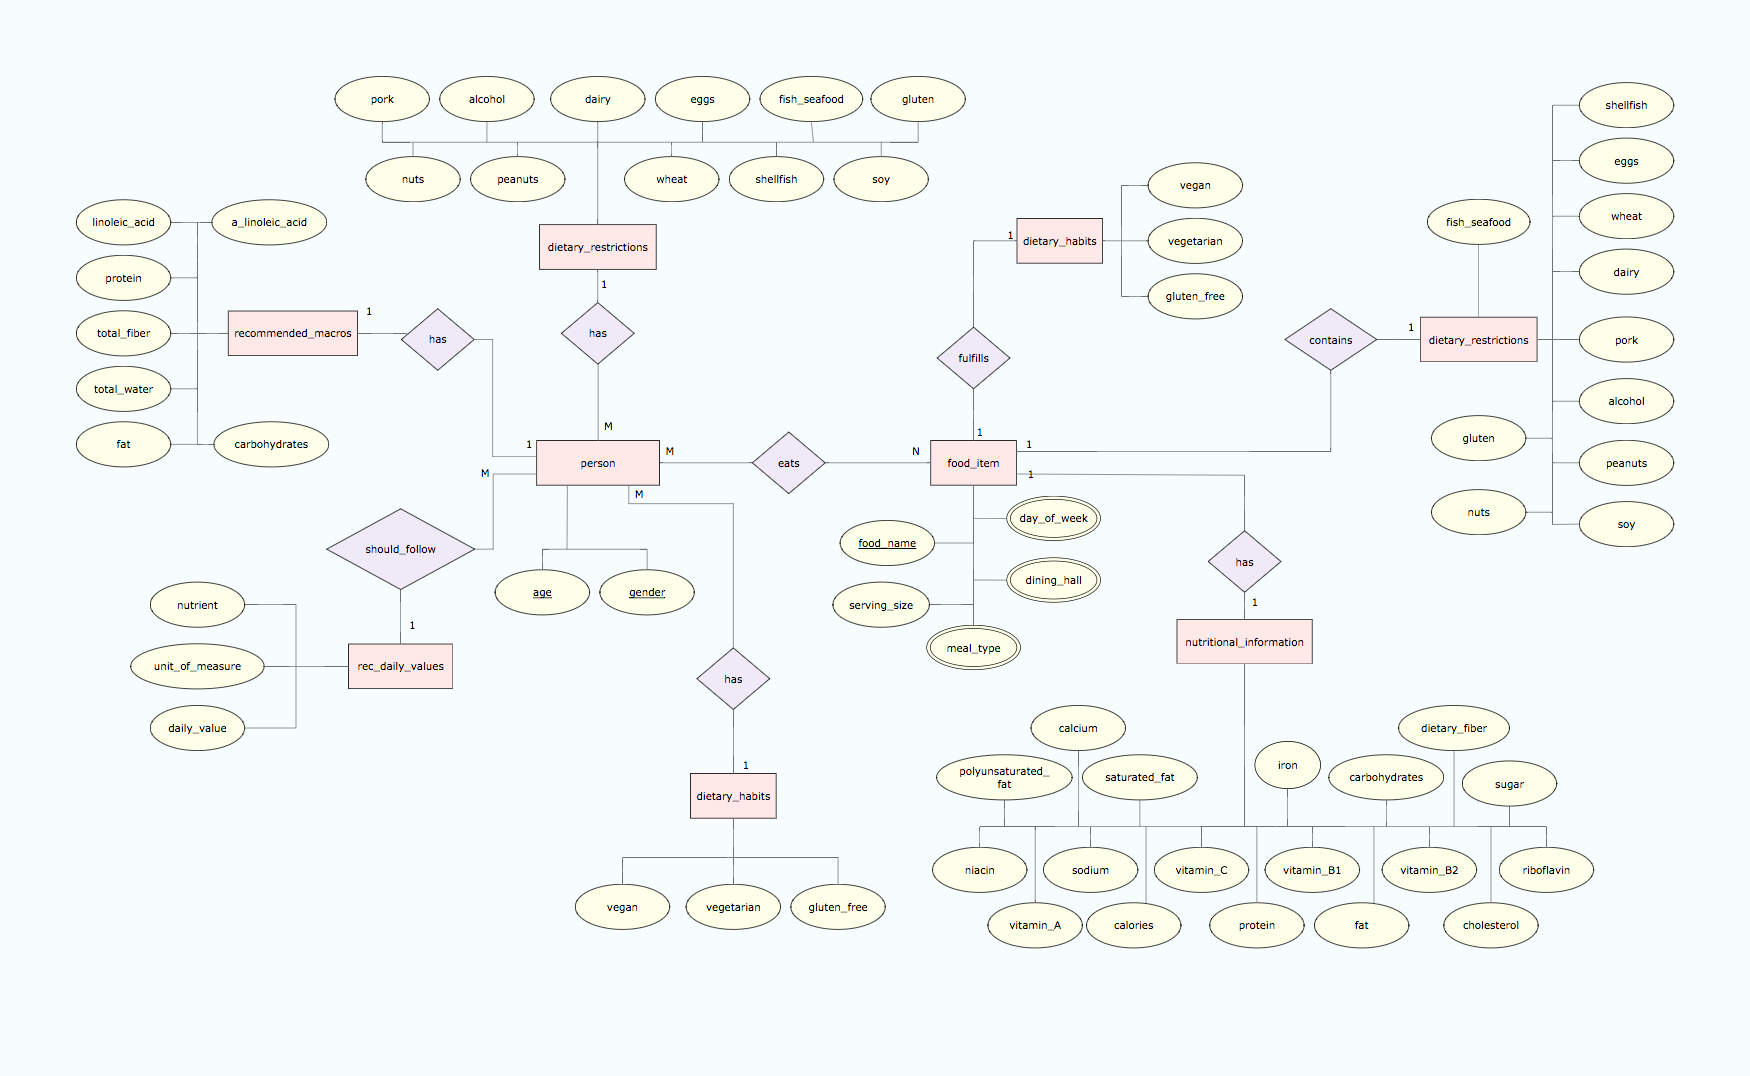 pork
alcohol
dairy
eggs
fish_seafood
gluten
nuts
peanuts
wheat
shellfish
soy
dietary_restrictions
1
has
M
linoleic_acid
a_linoleic_acid
protein
total_fiber
total_water
fat
carbohydrates
recommended_macros
1
has
1
person
M
M
M
eats
N
food_item
should_follow
1
rec_daily_values
nutrient
unit_of_measure
daily_value
age
gender
has
1
dietary_habits
vegan
vegetarian
gluten_free
1
dietary_habits
vegan
vegetarian
gluten_free
fulfills
1
1
1
contains
1
dietary_restrictions
fish_seafood
shellfish
eggs
wheat
dairy
pork
alcohol
gluten
peanuts
nuts
soy
day_of_week
food_name
dining_hall
serving_size
meal_type
has
1
nutritional_information
calcium
dietary_fiber
polyunsaturated_
fat
saturated_fat
iron
carbohydrates
sugar
niacin
sodium
vitamin_C
vitamin_B1
vitamin_B2
riboflavin
vitamin_A
calories
protein
fat
cholesterol